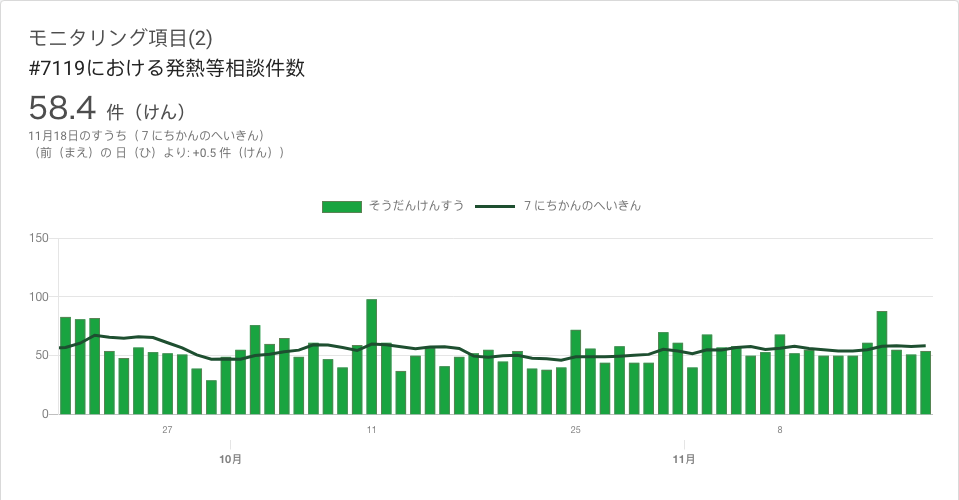 モニタリング項目(2)
#7119における発熱等相談件数
58.4 件（けん）
11月18日のすうち（７にちかんのへいきん）
（前（まえ）の 日（ひ）より: +0.5 件（けん））
そうだんけんすう ７にちかんのへいきん
150
100
50
0
27 11 25 8
10月 11月